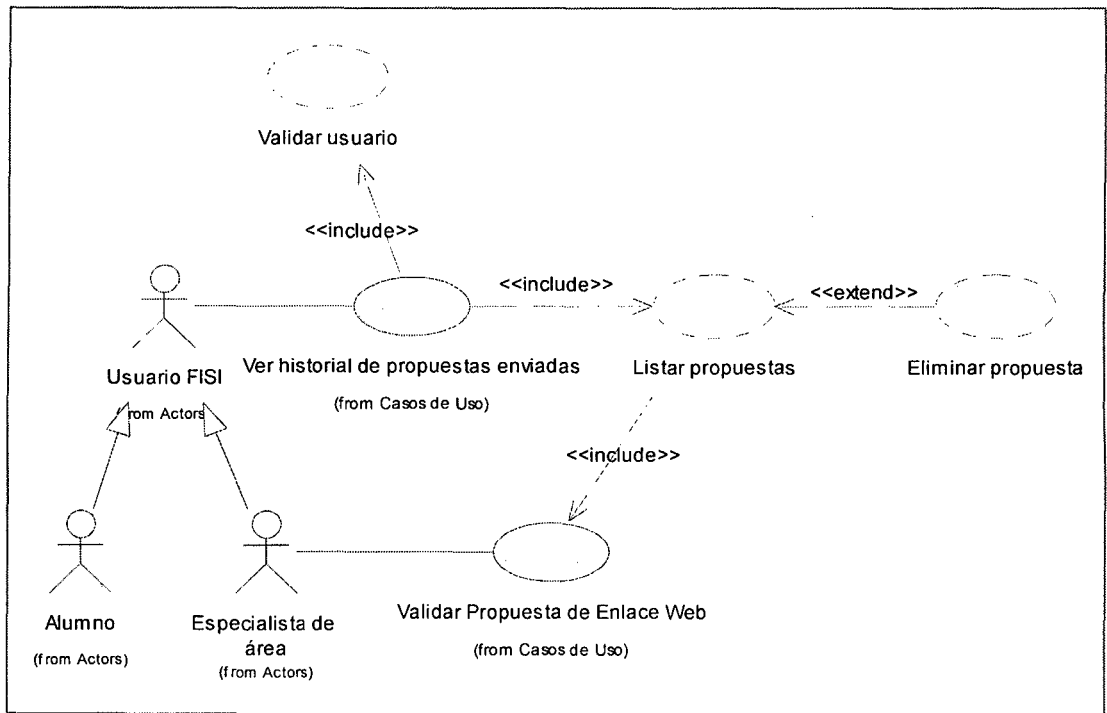 Validar usuario
<<include>>
<<include>>
<<extend>>
Usuario FISI
(from Actors)
Ver historial de propuestas enviadas
(from Casos de Uso)
Listar propuestas
Eliminar propuesta
<<include>>
Alumno
(from Actors)
Especialista de
área
(from Actors)
Validar Propuesta de Enlace Web
(from Casos de Uso)